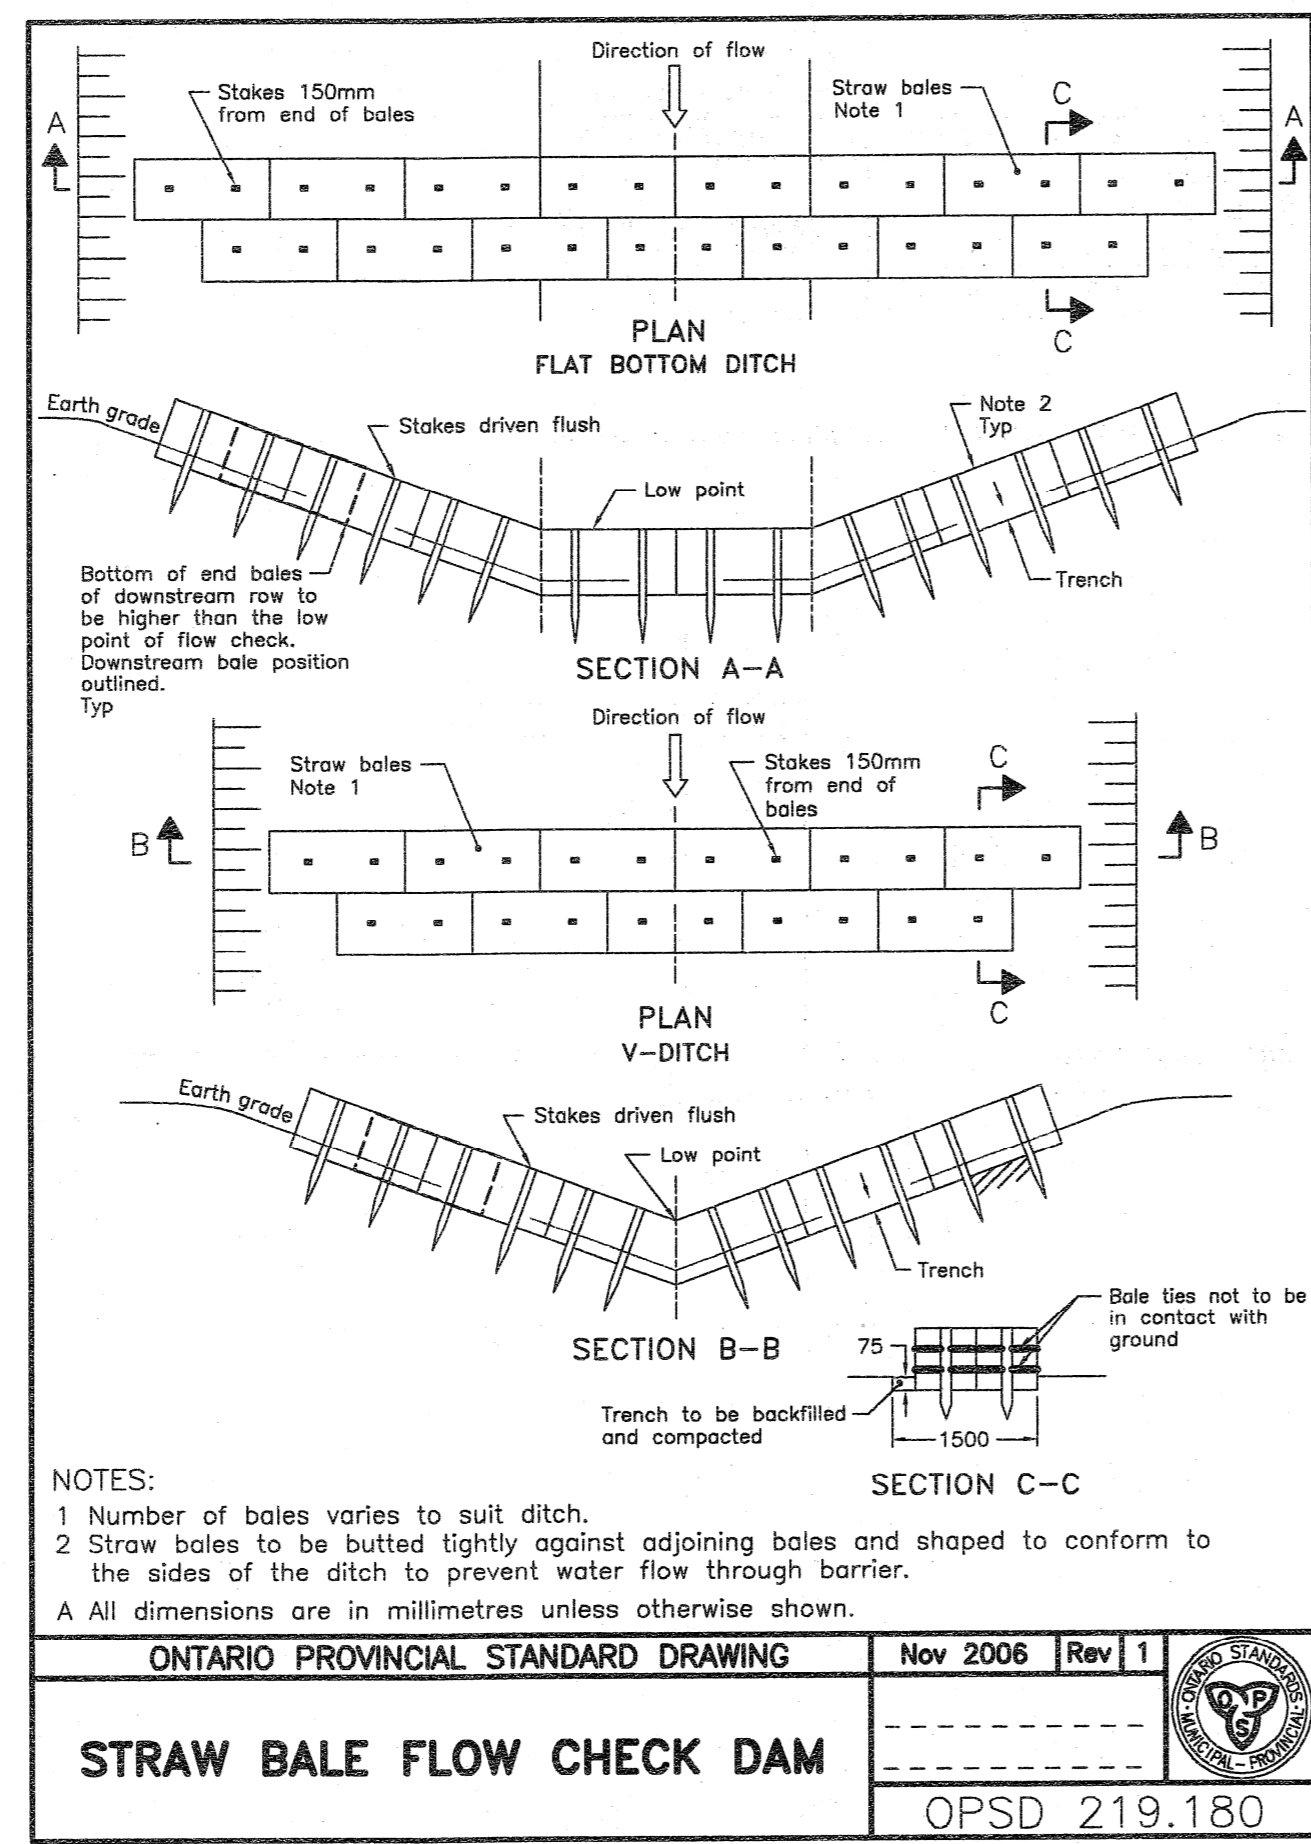 Direction of flow
Stakes 150mm
from end of bales
Straw bales
Note 1
C
A
A
C
PLAN
FLAT BOTTOM DITCH
Earth grade
Stakes driven flush
Note 2
Typ
Low point
Trench
Bottom of end bales
of downstream row to
be higher than the low
point of flow check.
Downstream bale position
outlined.
Typ
SECTION A-A
Direction of flow
Straw bales
Note 1
Stakes 150mm
from end of
bales
C
B
B
C
PLAN
V-DITCH
Earth grade
Stakes driven flush
Low point
Trench
SECTION B-B
Bale ties not to be
in contact with
ground
75
Trench to be backfilled
and compacted
1500
SECTION C-C
NOTES:
1 Number of bales varies to suit ditch.
2 Straw bales to be butted tightly against adjoining bales and shaped to conform to
the sides of the ditch to prevent water flow through barrier.
A All dimensions are in millimetres unless otherwise shown.
ONTARIO PROVINCIAL STANDARD DRAWING
Nov 2006 Rev 1
ONTARIO STANDARDS
MUNICIPAL-PROVINCIAL
OPS
STRAW BALE FLOW CHECK DAM
OPSD 219.180